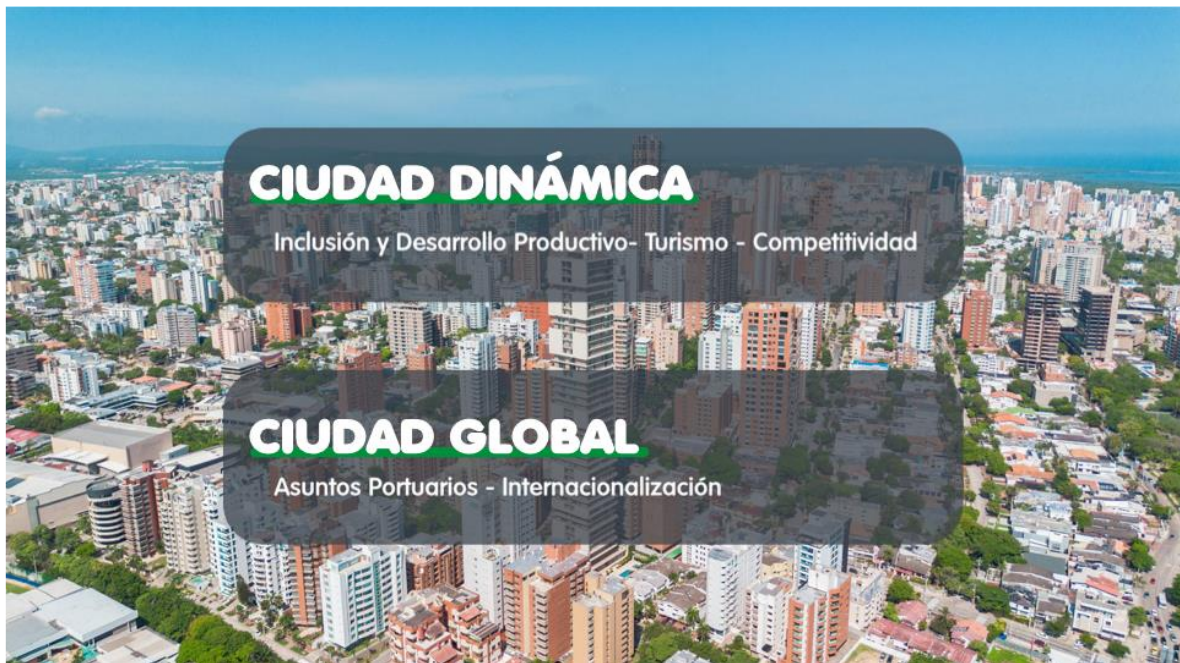 CIUDAD DINÁMICA
Inclusión y Desarrollo Productivo- Turismo - Competitividad
CIUDAD GLOBAL
Asuntos Portuarios - Internacionalización